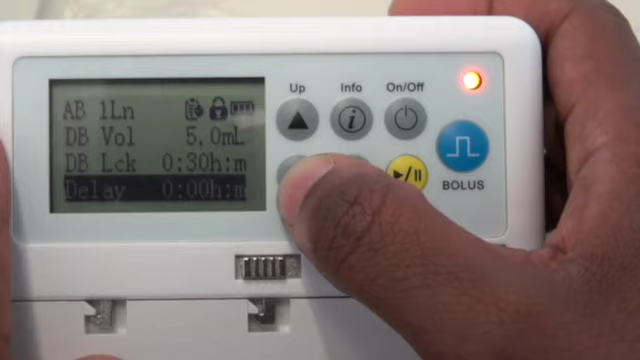 AB 1Ln
DB Vol 5.0mL
DB Lck 0:30h:m
Delay 0:00h:m
Up
Info
On/Off
BOLUS